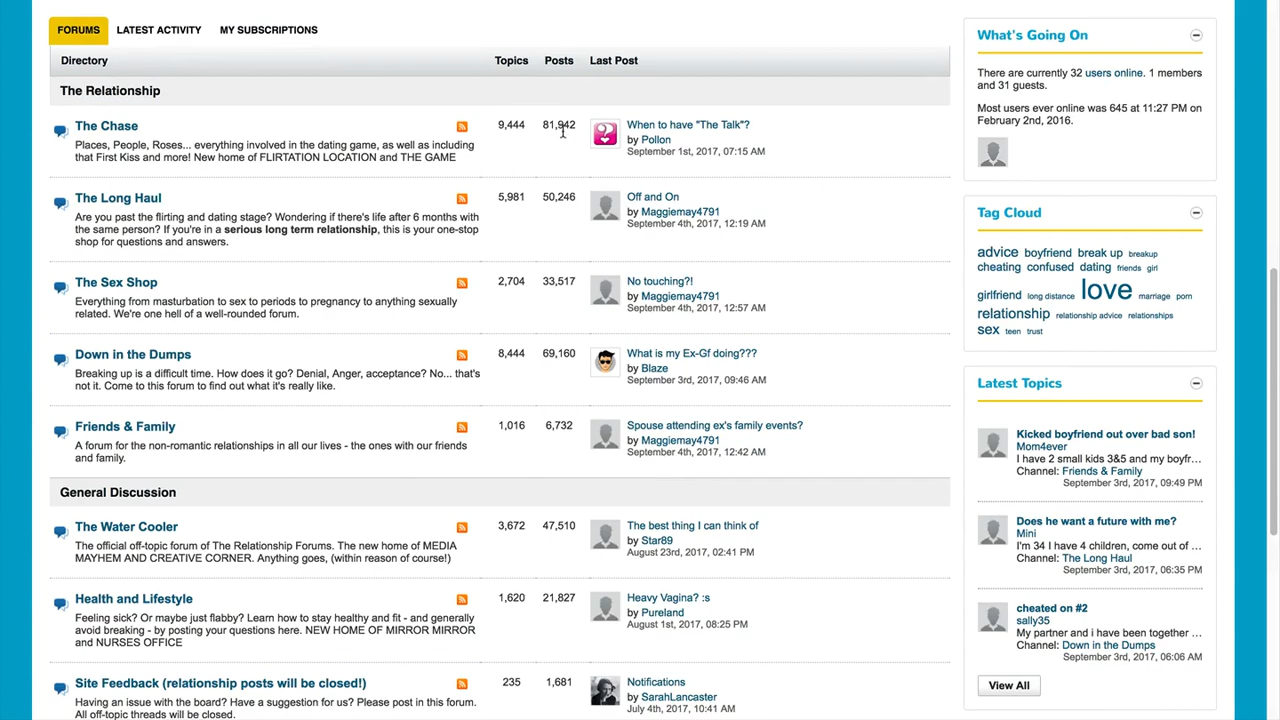 FORUMS LATEST ACTIVITY MY SUBSCRIPTIONS
Directory Topics Posts Last Post
The Relationship
The Chase 9,444 81,942 When to have "The Talk"?
Places, People, Roses... everything involved in the dating game, as well as including by Pollon
that First Kiss and more! New home of FLIRTATION LOCATION and THE GAME September 1st, 2017, 07:15 AM
The Long Haul 5,981 50,246 Off and On
Are you past the flirting and dating stage? Wondering if there's life after 6 months with by Maggiemay4791
the same person? If you're in a serious long term relationship, this is your one-stop September 4th, 2017, 12:19 AM
shop for questions and answers.
The Sex Shop 2,704 33,517 No touching?!
Everything from masturbation to sex to periods to pregnancy to anything sexually by Maggiemay4791
related. We're one hell of a well-rounded forum. September 4th, 2017, 12:57 AM
Down in the Dumps 8,444 69,160 What is my Ex-Gf doing???
Breaking up is a difficult time. How does it go? Denial, Anger, acceptance? No... that's by Blaze
not it. Come to this forum to find out what it's really like. September 3rd, 2017, 09:46 AM
Friends & Family 1,016 6,732 Spouse attending ex's family events?
A forum for the non-romantic relationships in all our lives - the ones with our friends by Maggiemay4791
and family. September 4th, 2017, 12:42 AM
General Discussion
The Water Cooler 3,672 47,510 The best thing I can think of
The official off-topic forum of The Relationship Forums. The new home of MEDIA by Star89
MAYHEM AND CREATIVE CORNER. Anything goes, (within reason of course!) August 23rd, 2017, 02:41 PM
Health and Lifestyle 1,620 21,827 Heavy Vagina? :s
Feeling sick? Or maybe just flabby? Learn how to stay healthy and fit - and generally by Pureland
avoid breaking - by posting your questions here. NEW HOME OF MIRROR MIRROR August 1st, 2017, 08:25 PM
and NURSES OFFICE
Site Feedback (relationship posts will be closed!) 235 1,681 Notifications
Having an issue with the board? Have a suggestion for us? Please post in this forum. by SarahLancaster
All off-topic threads will be closed. July 4th, 2017, 10:41 AM
What's Going On
There are currently 32 users online. 1 members
and 31 guests.
Most users ever online was 645 at 11:27 PM on
February 2nd, 2016.
Tag Cloud
advice boyfriend break up breakup
cheating confused dating friends girl
girlfriend long distance love marriage porn
relationship relationship advice relationships
sex teen trust
Latest Topics
Kicked boyfriend out over bad son!
Mom4ever
I have 2 small kids 3&5 and my boyfr...
Channel: Friends & Family
September 3rd, 2017, 09:49 PM
Does he want a future with me?
Mini
I'm 34 I have 4 children, come out of ...
Channel: The Long Haul
September 3rd, 2017, 06:35 PM
cheated on #2
sally35
My partner and i have been together ...
Channel: Down in the Dumps
September 3rd, 2017, 06:06 AM
View All